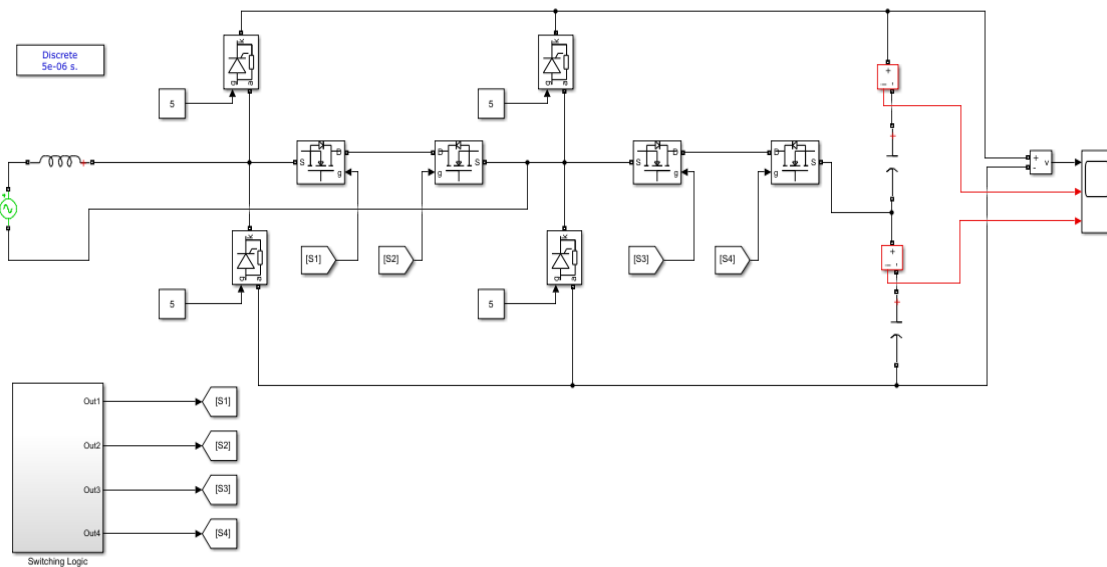 Discrete
5e-06 s.
k
g
a
5
k
g
a
5
S
D
g
D
S
g
S
D
g
D
S
g
+
-
i
+
+
-
v
k
g
a
5
[S1]
[S2]
k
g
a
5
[S3]
[S4]
+
-
i
+
Out1
[S1]
Out2
[S2]
Out3
[S3]
Out4
[S4]
Switching Logic